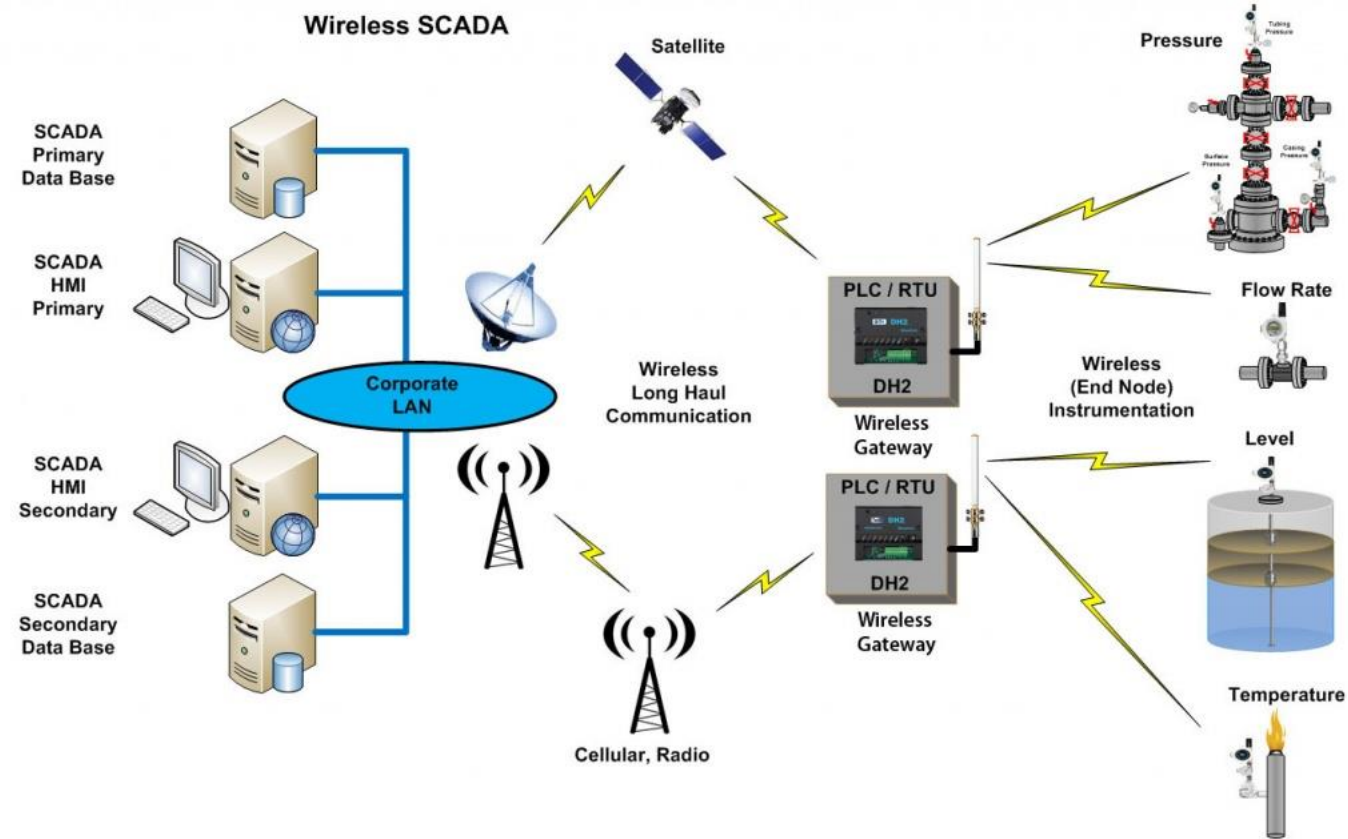 Wireless SCADA
Satellite
Pressure
Tubing
Pressure
Surface
Pressure
Casing
Pressure
SCADA
Primary
Data Base
SCADA
HMI
Primary
Corporate
LAN
SCADA
HMI
Secondary
SCADA
Secondary
Data Base
Wireless
Long Haul
Communication
Cellular, Radio
PLC / RTU
DH2
DH2
Wireless
Gateway
PLC / RTU
DH2
DH2
Wireless
Gateway
Wireless
(End Node)
Instrumentation
Flow Rate
Level
Temperature